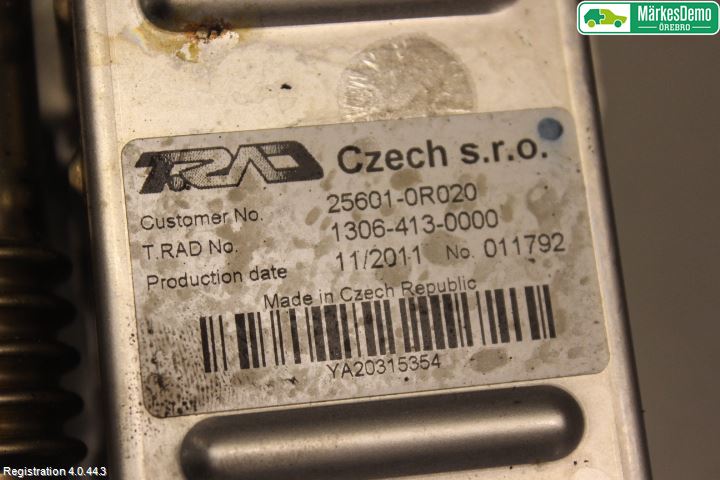 MärkesDemo
ÖREBRO
T.RAD Czech s.r.o.
Customer No. 25601-0R020
T.RAD No. 1306-413-0000
Production date 11/2011 No. 011792
Made in Czech Republic
YA20315354
Registration 4.0.44.3